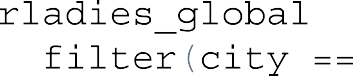 rladies_global
filter(city ==